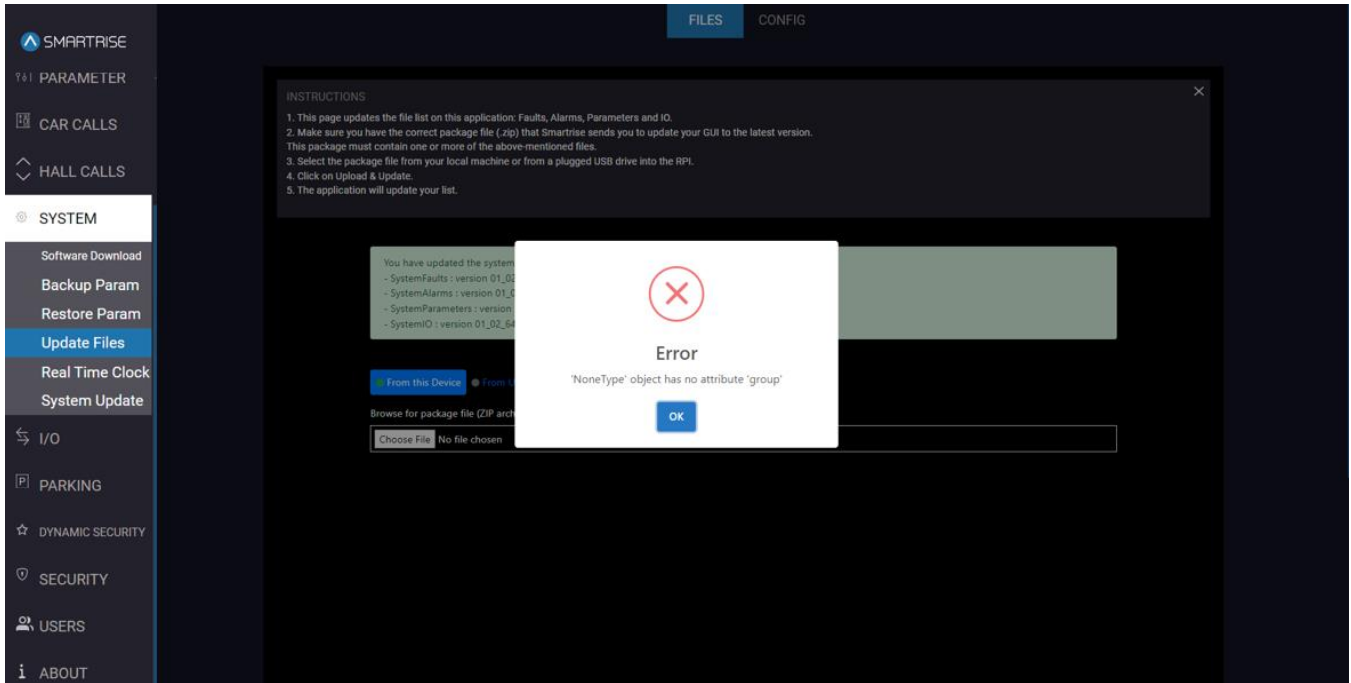 FILES
CONFIG
SMARTRISE
PARAMETER
CAR CALLS
HALL CALLS
SYSTEM
Software Download
Backup Param
Restore Param
Update Files
Real Time Clock
System Update
I/O
PARKING
DYNAMIC SECURITY
SECURITY
USERS
ABOUT
INSTRUCTIONS
1. This page updates the file list on this application: Faults, Alarms, Parameters and IO.
2. Make sure you have the correct package file (.zip) that Smartrise sends you to update your GUI to the latest version.
This package must contain one or more of the above-mentioned files.
3. Select the package file from your local machine or from a plugged USB drive into the RPI.
4. Click on Upload & Update.
5. The application will update your list.
You have updated the system
- SystemFaults : version 01_02
- SystemAlarms : version 01_0
- SystemParameters : version
- SystemIO : version 01_02_64
From this Device
From U
Browse for package file (ZIP arch
Choose File No file chosen
Error
'NoneType' object has no attribute 'group'
OK